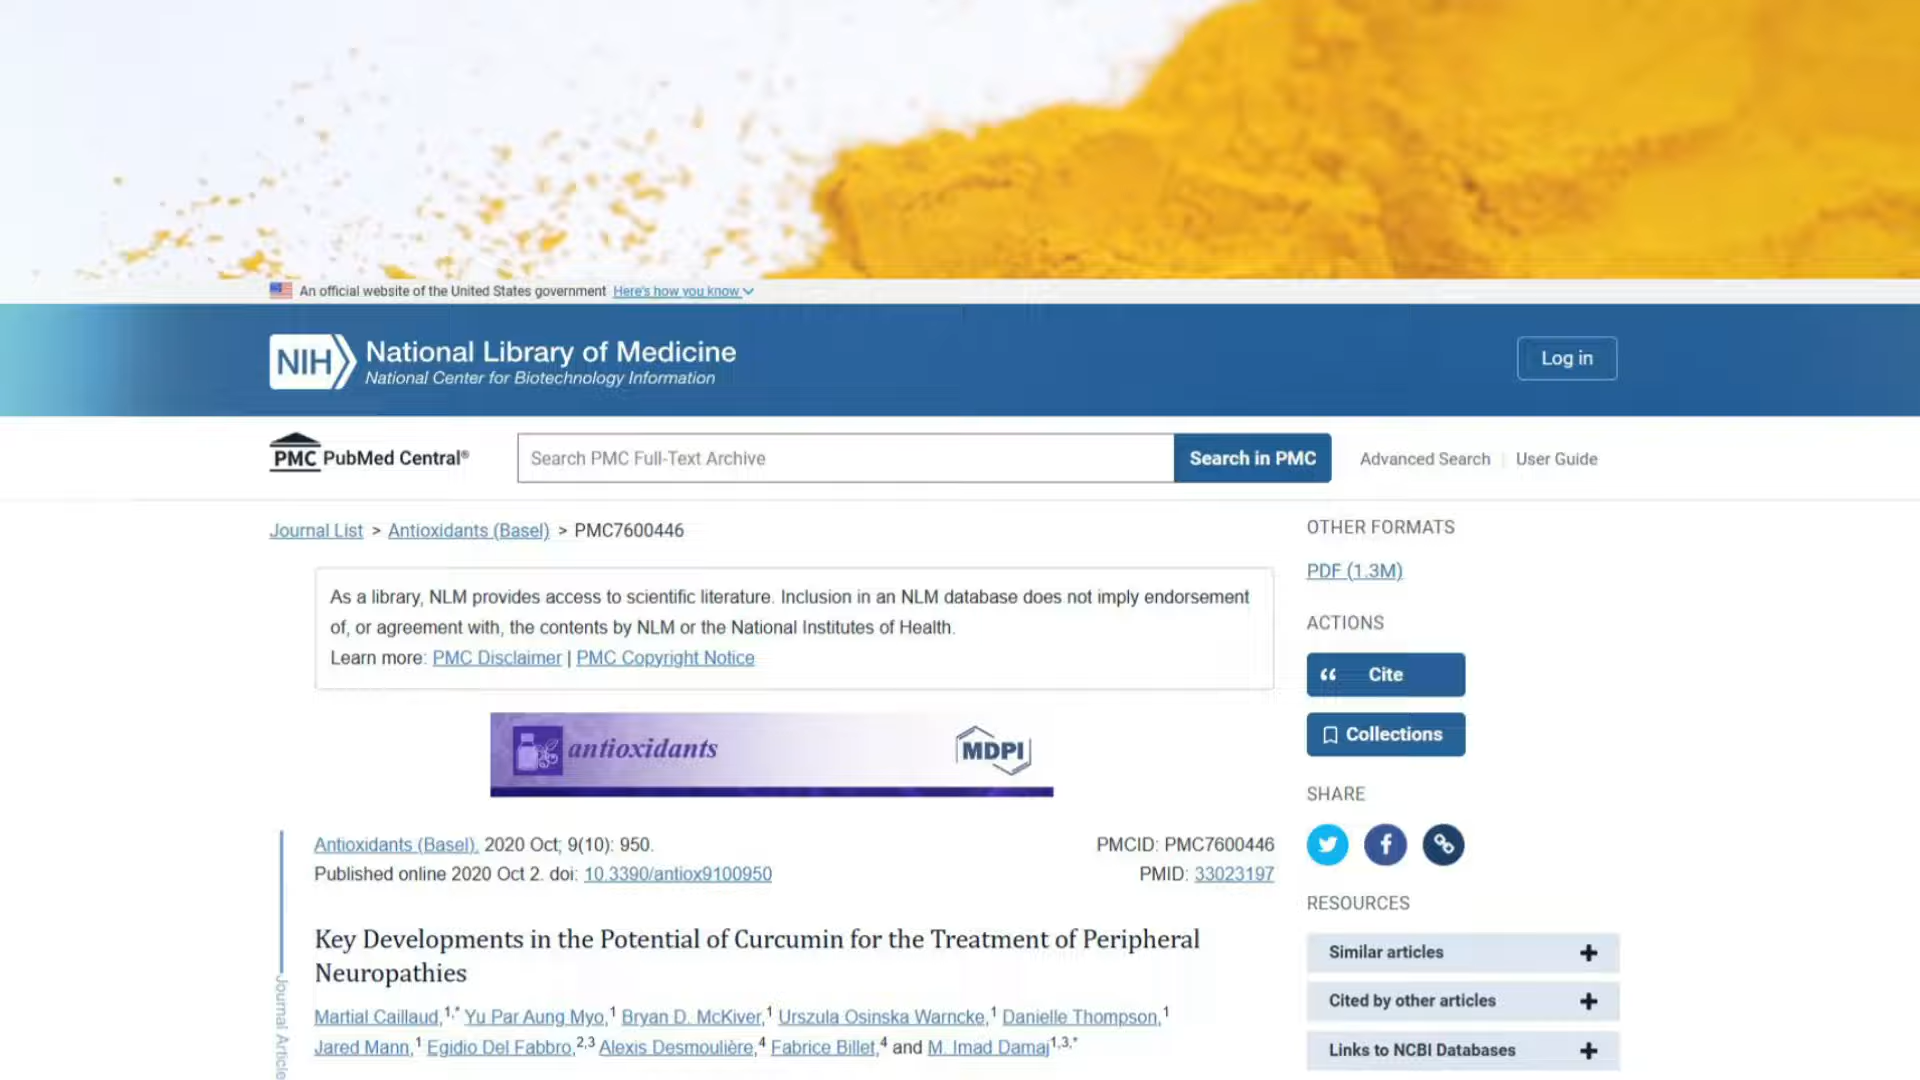 An official website of the United States government Here's how you know
NIH National Library of Medicine
National Center for Biotechnology Information
Log in
PMC PubMed Central®
Search PMC Full-Text Archive
Search in PMC
Advanced Search
User Guide
Journal List > Antioxidants (Basel) > PMC7600446
As a library, NLM provides access to scientific literature. Inclusion in an NLM database does not imply endorsement
of, or agreement with, the contents by NLM or the National Institutes of Health.
Learn more: PMC Disclaimer | PMC Copyright Notice
antioxidants
MDPI
Antioxidants (Basel). 2020 Oct; 9(10): 950.
PMCID: PMC7600446
Published online 2020 Oct 2. doi: 10.3390/antiox9100950
PMID: 33023197
Key Developments in the Potential of Curcumin for the Treatment of Peripheral
Neuropathies
Martial Caillaud,1,* Yu Par Aung Myo,1 Bryan D. McKiver,1 Urszula Osinska Warncke,1 Danielle Thompson,1
Jared Mann,1 Egidio Del Fabbro,2,3 Alexis Desmoulière,4 Fabrice Billet,4 and M. Imad Damaj1,3,*
Journal Article
OTHER FORMATS
PDF (1.3M)
ACTIONS
Cite
Collections
SHARE
RESOURCES
Similar articles
Cited by other articles
Links to NCBI Databases